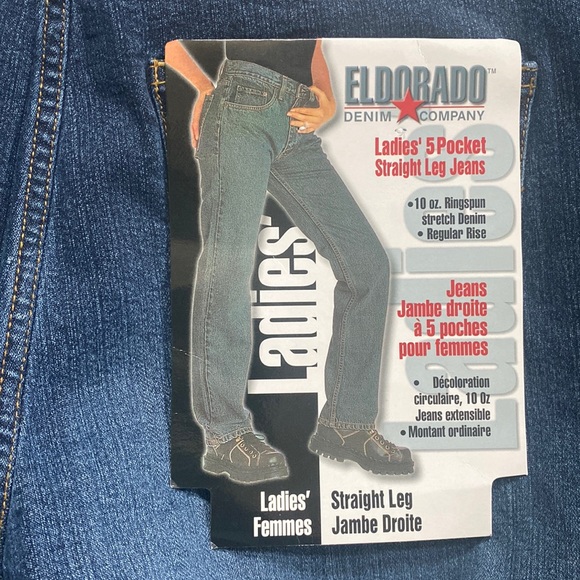 ELDORADO™
DENIM COMPANY
Ladies' 5 Pocket
Straight Leg Jeans
•10 oz. Ringspun
stretch Denim
• Regular Rise
Jeans
Jambe droite
à 5 poches
pour femmes
• Décoloration
circulaire, 10 Oz
Jeans extensible
• Montant ordinaire
Ladies'
Ladies
Ladies'
Femmes
Straight Leg
Jambe Droite